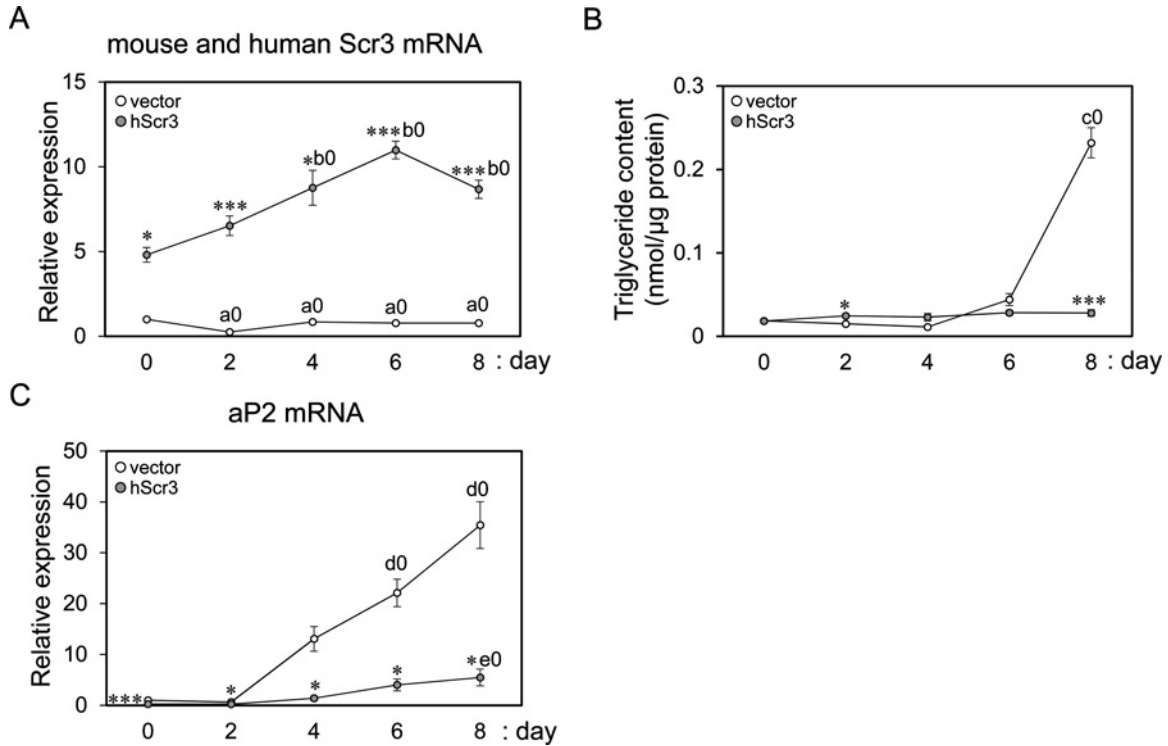 A
mouse and human Scr3 mRNA
Relative expression
15
10
5
0
vector
hScr3
*
***
*b0
***b0
***b0
a0
a0
a0
a0
0 2 4 6 8 : day
B
Triglyceride content
(nmol/µg protein)
0.3
0.2
0.1
0
vector
hScr3
*
c0
***
0 2 4 6 8 : day
C
aP2 mRNA
Relative expression
50
40
30
20
10
0
vector
hScr3
d0
d0
***
*
*
*
*e0
0 2 4 6 8 : day